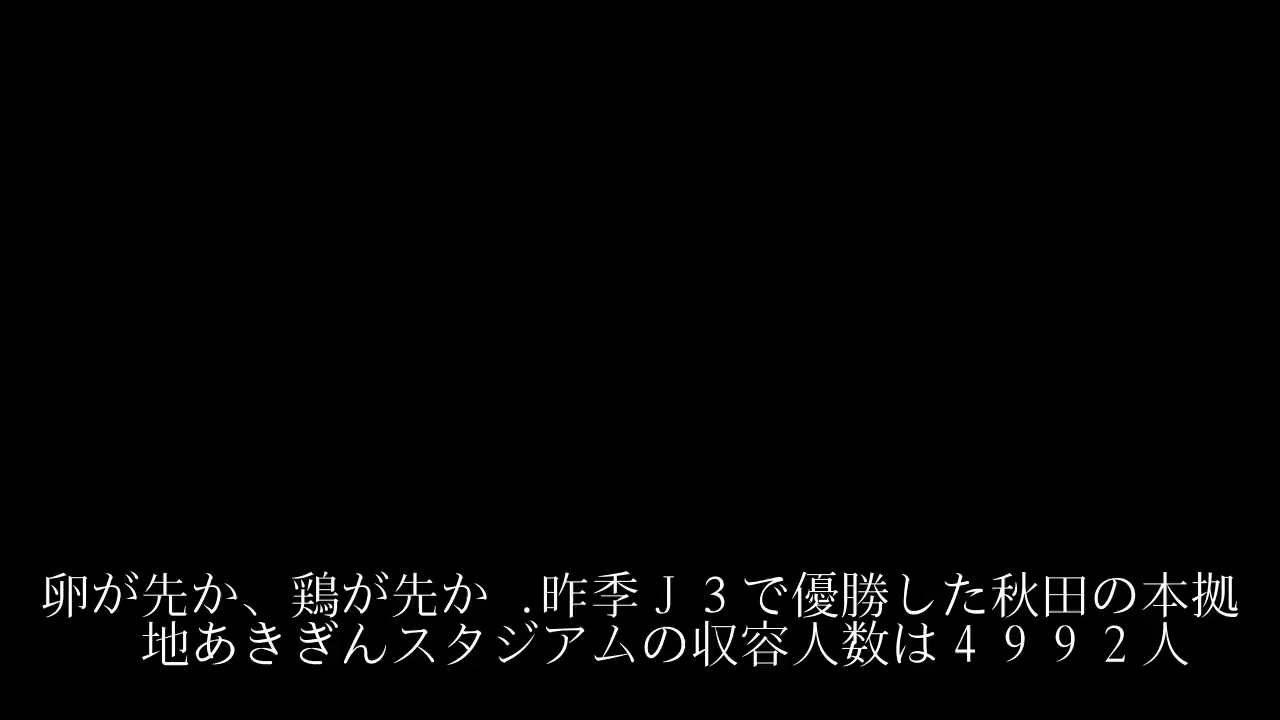 卵が先か、鶏が先か .昨季Ｊ３で優勝した秋田の本拠
地あきぎんスタジアムの収容人数は４９９２人